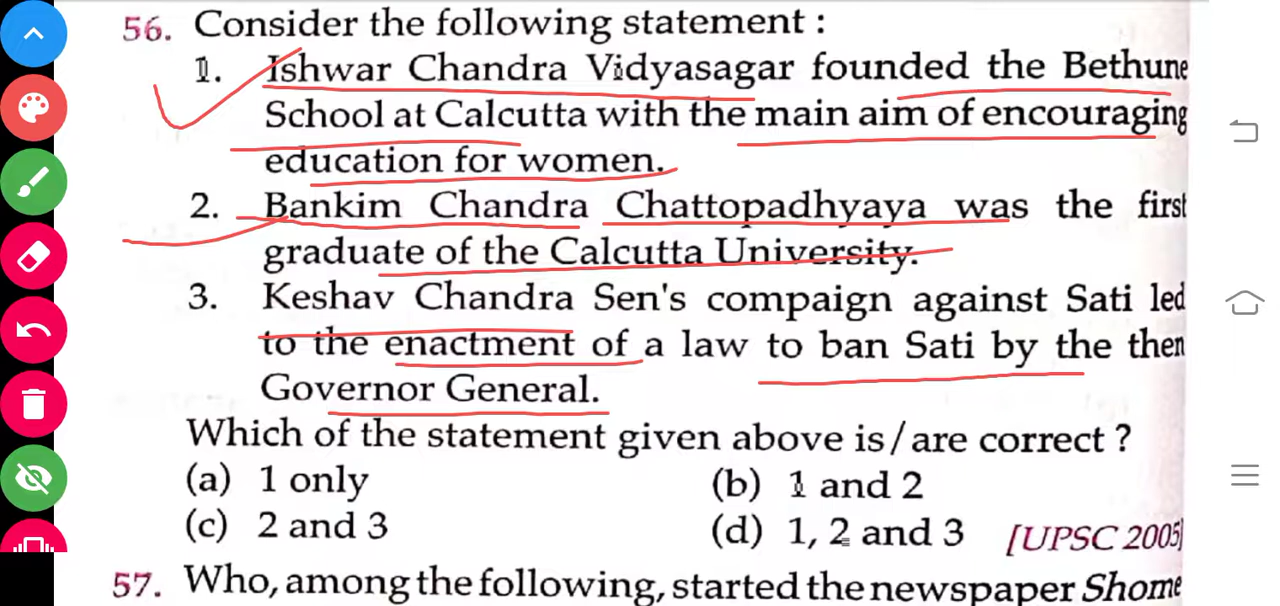 56. Consider the following statement :
1. Ishwar Chandra Vidyasagar founded the Bethune
School at Calcutta with the main aim of encouraging
education for women.
2. Bankim Chandra Chattopadhyaya was the first
graduate of the Calcutta University.
3. Keshav Chandra Sen's compaign against Sati led
to the enactment of a law to ban Sati by the then
Governor General.
Which of the statement given above is/are correct ?
(a) 1 only (b) 1 and 2
(c) 2 and 3 (d) 1, 2 and 3 [UPSC 2005]
57. Who, among the following, started the newspaper Shome